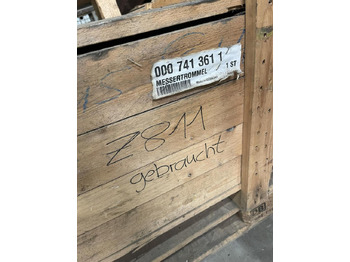 000 741 361 1
MESSERTROMMEL
1 ST
Z811
gebraucht